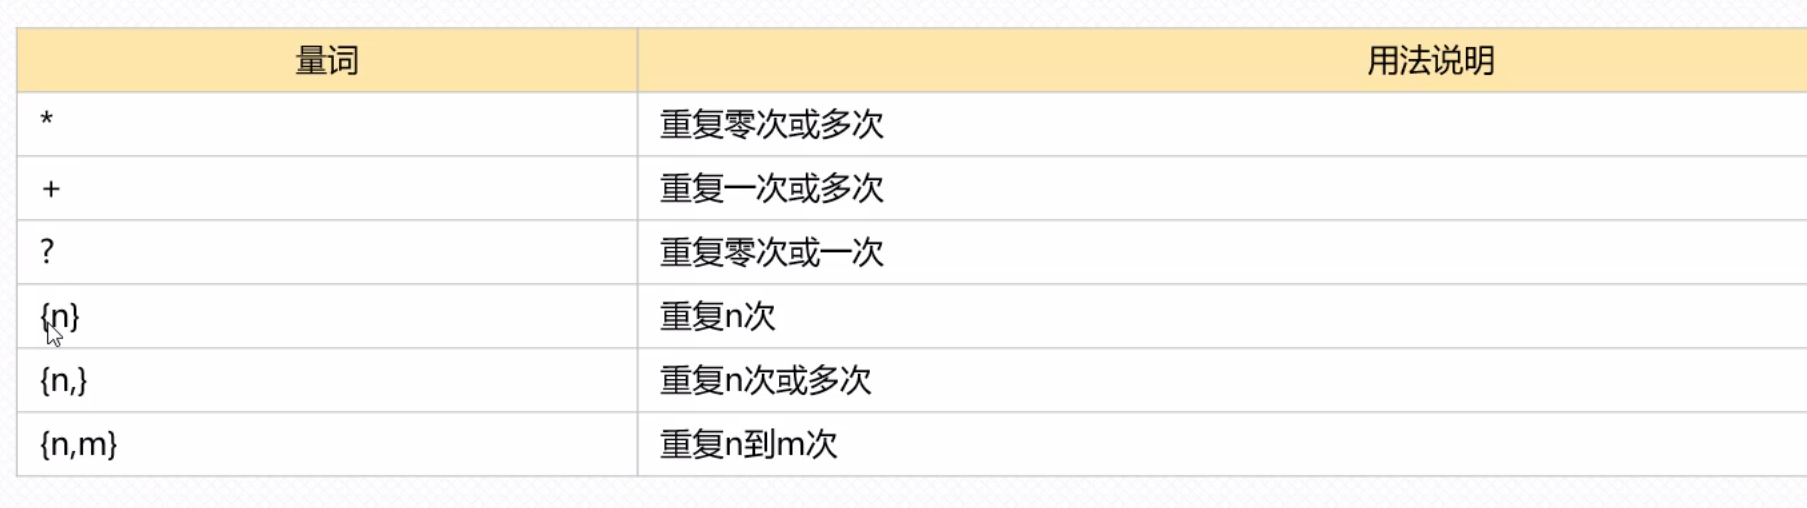 量词 用法说明
* 重复零次或多次
+ 重复一次或多次
? 重复零次或一次
{n} 重复n次
{n,} 重复n次或多次
{n,m} 重复n到m次